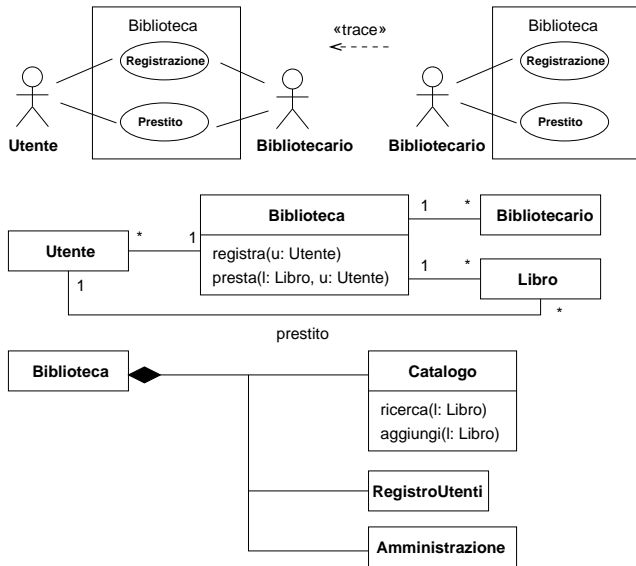 Biblioteca
Registrazione
Prestito
Utente
Bibliotecario
«trace»
Biblioteca
Registrazione
Prestito
Bibliotecario
Utente
* 1
Biblioteca
registra(u: Utente)
presta(l: Libro, u: Utente)
1 *
Bibliotecario
1 *
Libro
1 *
prestito
Biblioteca
Catalogo
ricerca(l: Libro)
aggiungi(l: Libro)
RegistroUtenti
Amministrazione